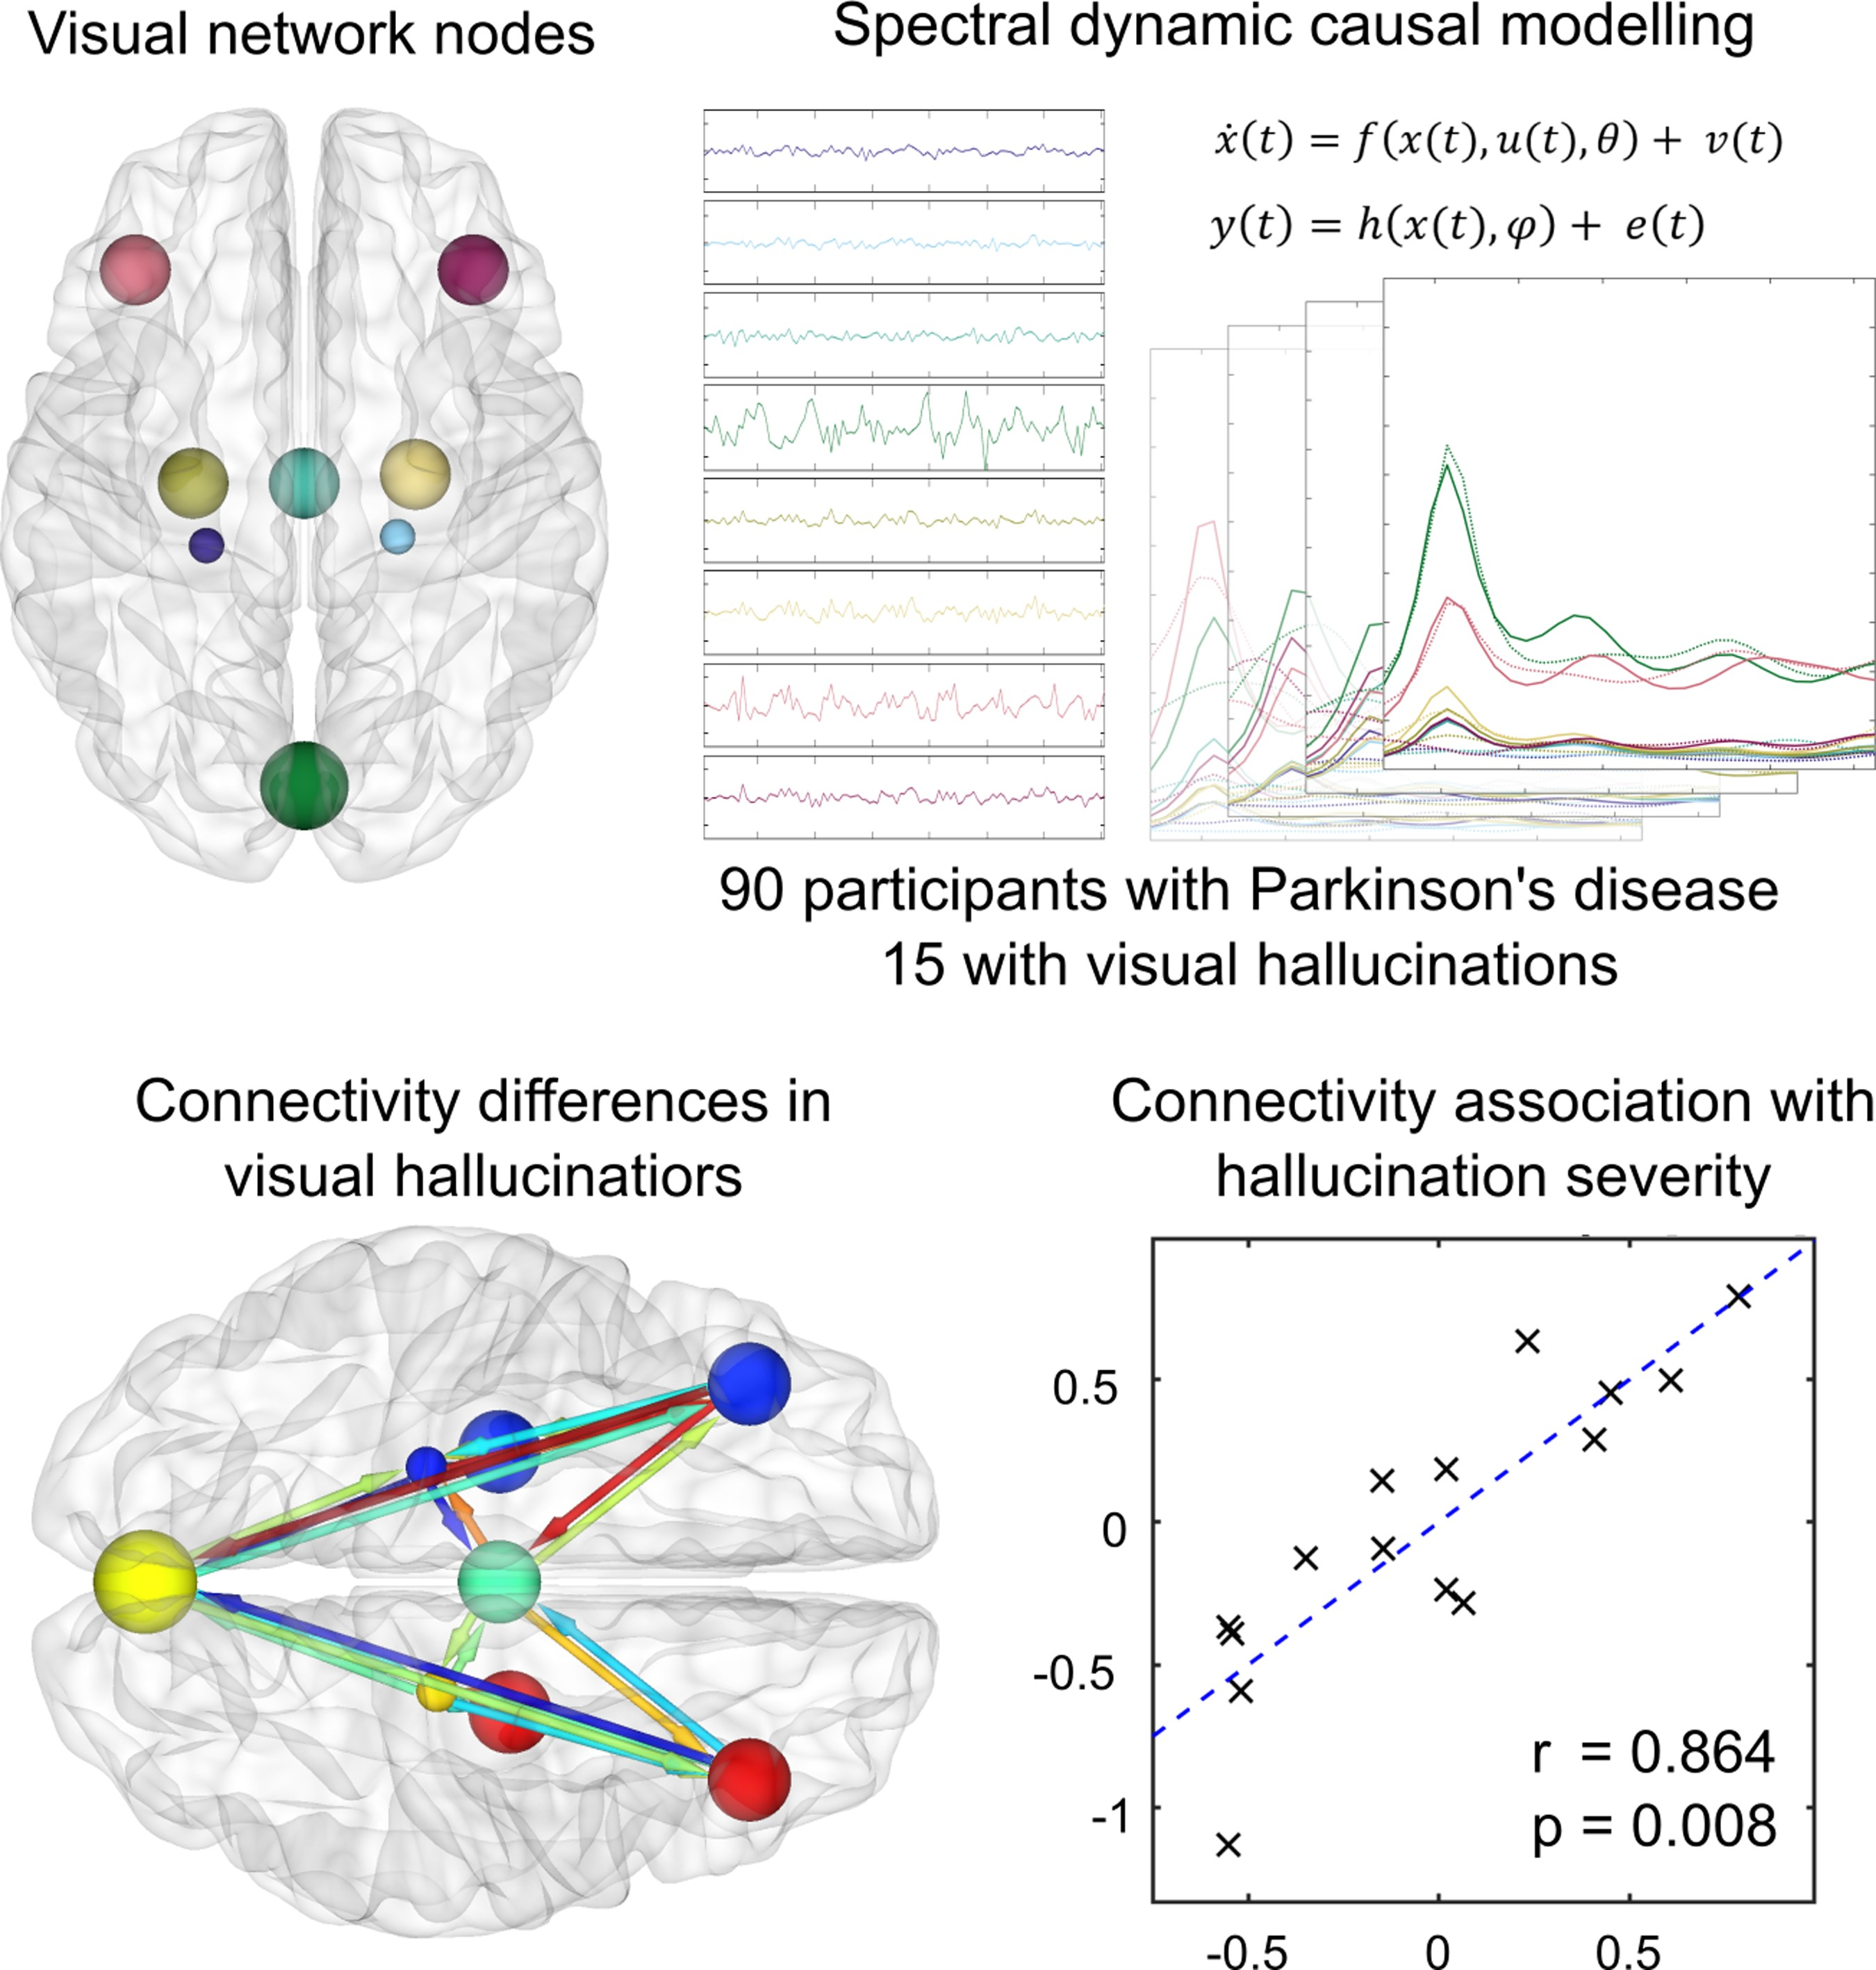 Visual network nodes
Spectral dynamic causal modelling
ẋ(t) = f(x(t), u(t), θ) + v(t)
y(t) = h(x(t), φ) + e(t)
90 participants with Parkinson's disease
15 with visual hallucinations
Connectivity differences in
visual hallucinatiors
Connectivity association with
hallucination severity
0.5
0
-0.5
-1
r = 0.864
p = 0.008
-0.5 0 0.5